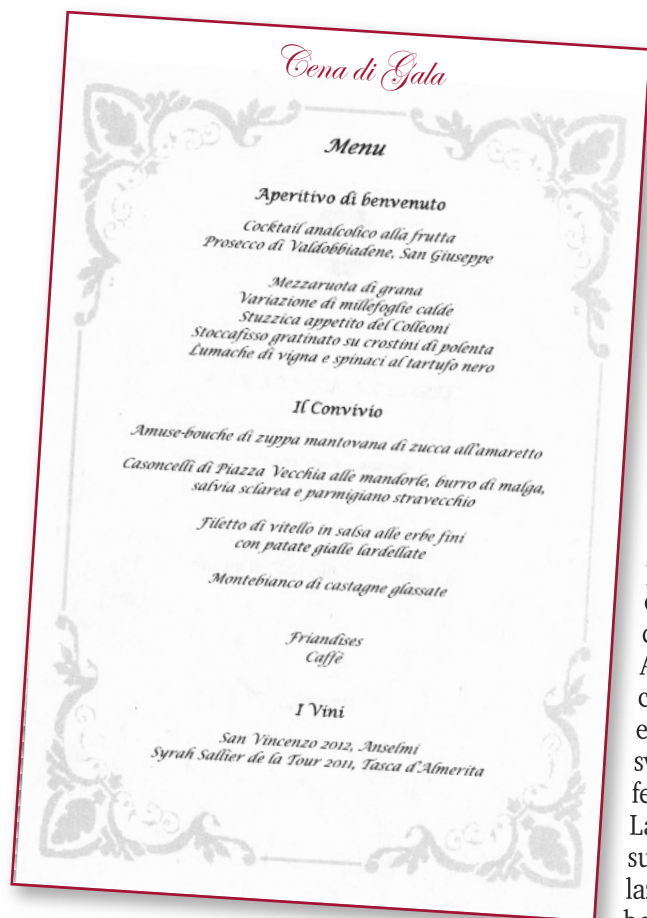 Cena di Gala
Menu
Aperitivo di benvenuto
Cocktail analcolico alla frutta
Prosecco di Valdobbiadene, San Giuseppe
Mezzaruota di grana
Variazione di millefoglie calde
Stuzzica appetito del Colleoni
Stoccafisso gratinato su crostini di polenta
Lumache di vigna e spinaci al tartufo nero
Il Convivio
Amuse-bouche di zuppa mantovana di zucca all'amaretto
Casoncelli di Piazza Vecchia alle mandorle, burro di malga,
salvia sclarea e parmigiano stravecchio
Filetto di vitello in salsa alle erbe fini
con patate gialle lardellate
Montebianco di castagne glassate
Friandises
Caffè
I Vini
San Vincenzo 2012, Anselmi
Syrah Sallier de la Tour 2011, Tasca d'Almerita